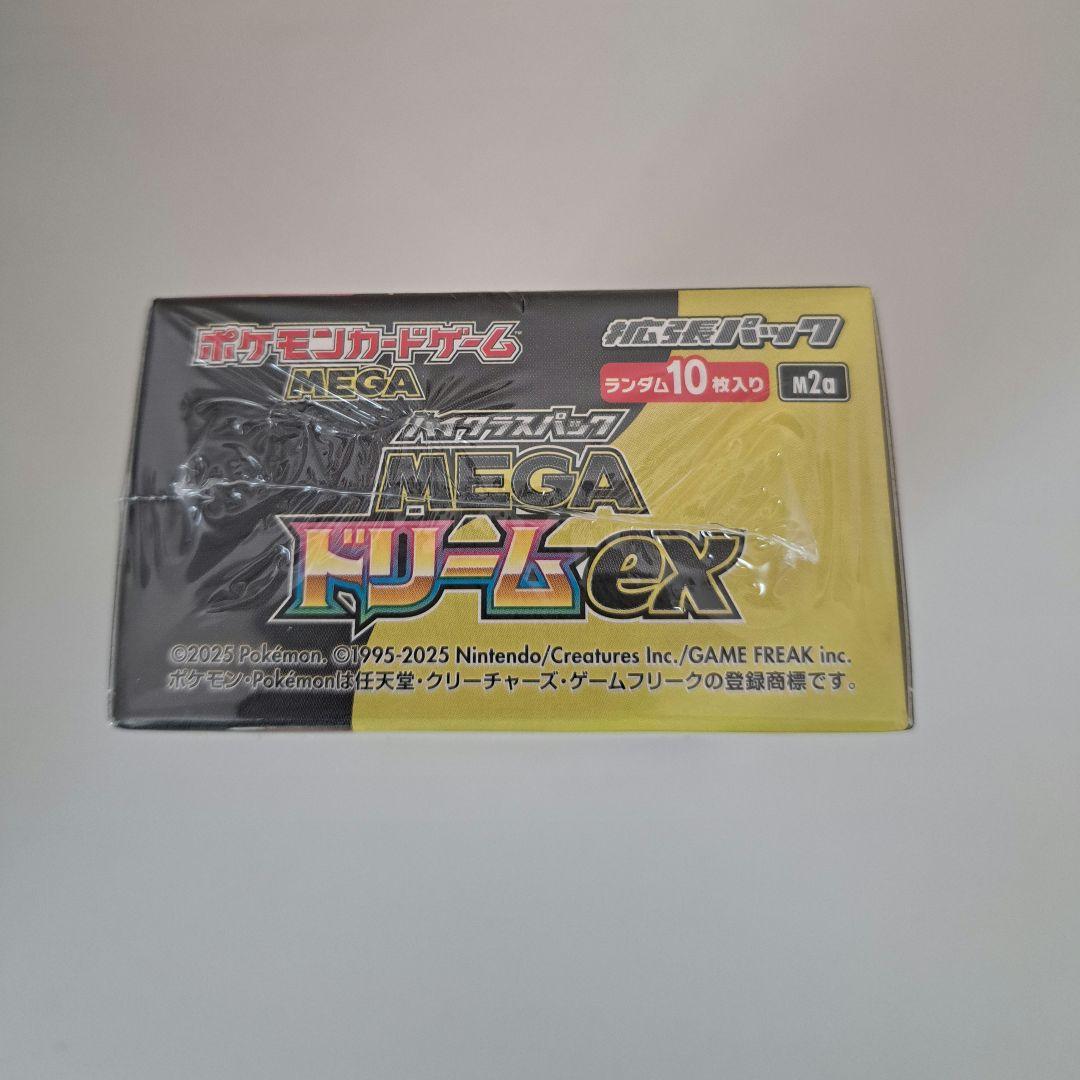 ポケモンカードゲーム™
MEGA
拡張パック
ランダム10枚入り M2a
ハイクラスパック
MEGA
ドリームex
©2025 Pokémon. ©1995-2025 Nintendo/Creatures Inc./GAME FREAK inc.
ポケモン・Pokémonは任天堂・クリーチャーズ・ゲームフリークの登録商標です。